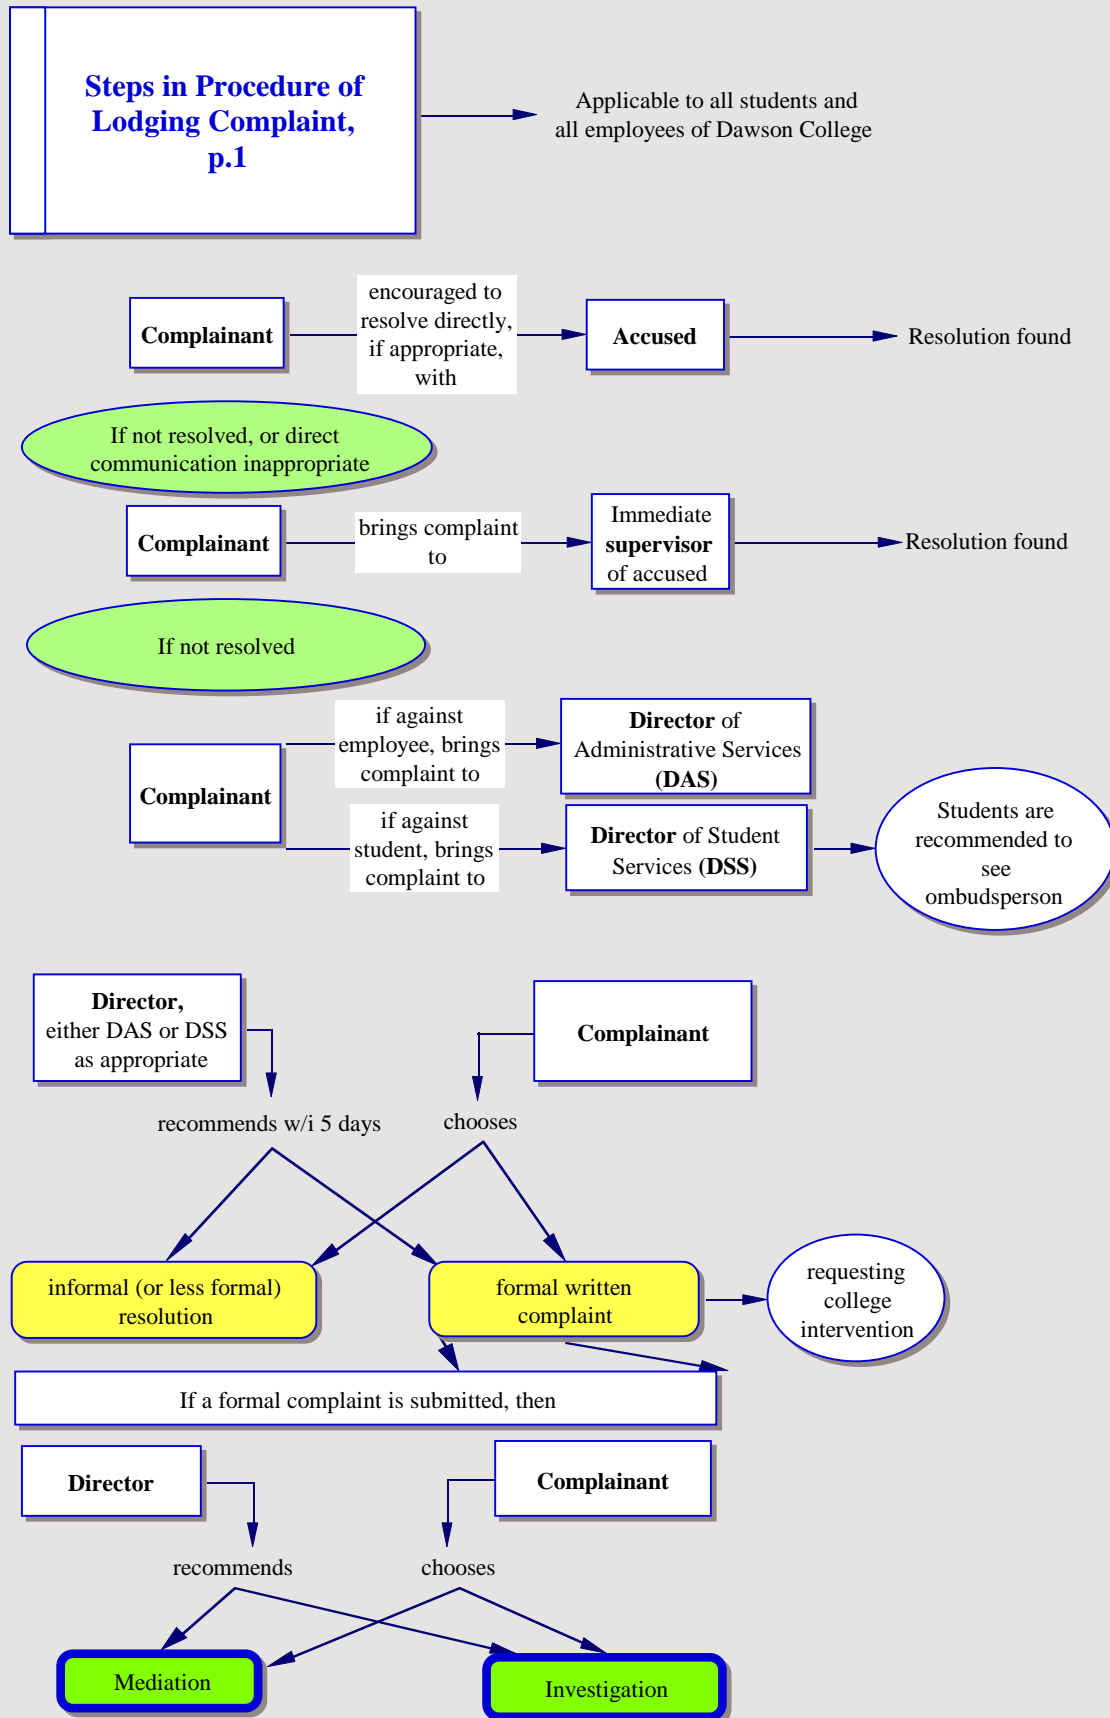 Steps in Procedure of
Lodging Complaint,
p.1
Applicable to all students and
all employees of Dawson College
Complainant
encouraged to
resolve directly,
if appropriate,
with
Accused
Resolution found
If not resolved, or direct
communication inappropriate
Complainant
brings complaint
to
Immediate
supervisor
of accused
Resolution found
If not resolved
Complainant
if against
employee, brings
complaint to
Director of
Administrative Services
(DAS)
if against
student, brings
complaint to
Director of Student
Services (DSS)
Students are
recommended to
see
ombudsperson
Director,
either DAS or DSS
as appropriate
Complainant
recommends w/i 5 days
chooses
informal (or less formal)
resolution
formal written
complaint
requesting
college
intervention
If a formal complaint is submitted, then
Director
Complainant
recommends
chooses
Mediation
Investigation